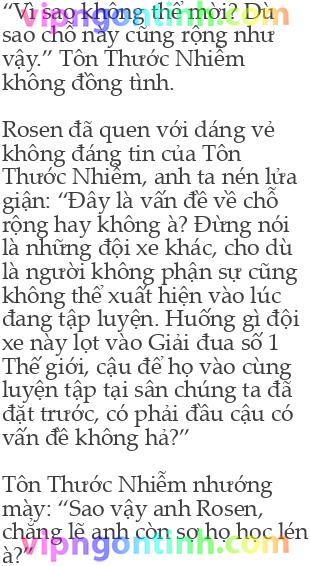 “Vì sao không thể mời? Dù
vipngontinh.com
sao chỗ này cũng rộng như
vậy.” Tôn Thước Nhiễm
không đồng tình.
Rosen đã quen với dáng vẻ
không đáng tin của Tôn
Thước Nhiễm, anh ta nén lửa
giận: “Đây là vấn đề về chỗ
rộng hay không à? Đừng nói
là những đội xe khác, cho dù
là người không phận sự cũng
không thể xuất hiện vào lúc
đang tập luyện. Huống gì đội
xe này lọt vào Giải đua số 1
Thế giới, cậu để họ vào cùng
luyện tập tại sân chúng ta đã
đặt trước, có phải đầu cậu có
vấn đề không hả?”
Tôn Thước Nhiễm nhướng
mày: “Sao vậy anh Rosen,
chẳng lẽ anh còn sợ họ học lén
vipngontinh.com
à?”